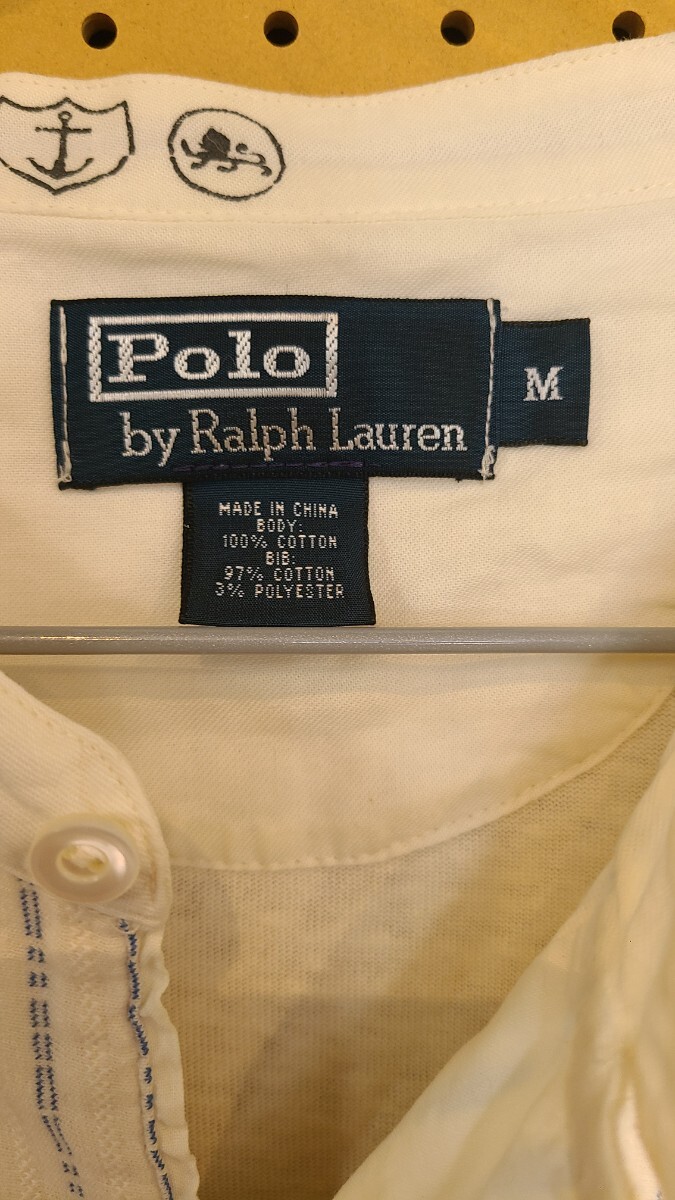 Polo
by Ralph Lauren
M
MADE IN CHINA
BODY:
100% COTTON
BIB:
97% COTTON
3% POLYESTER